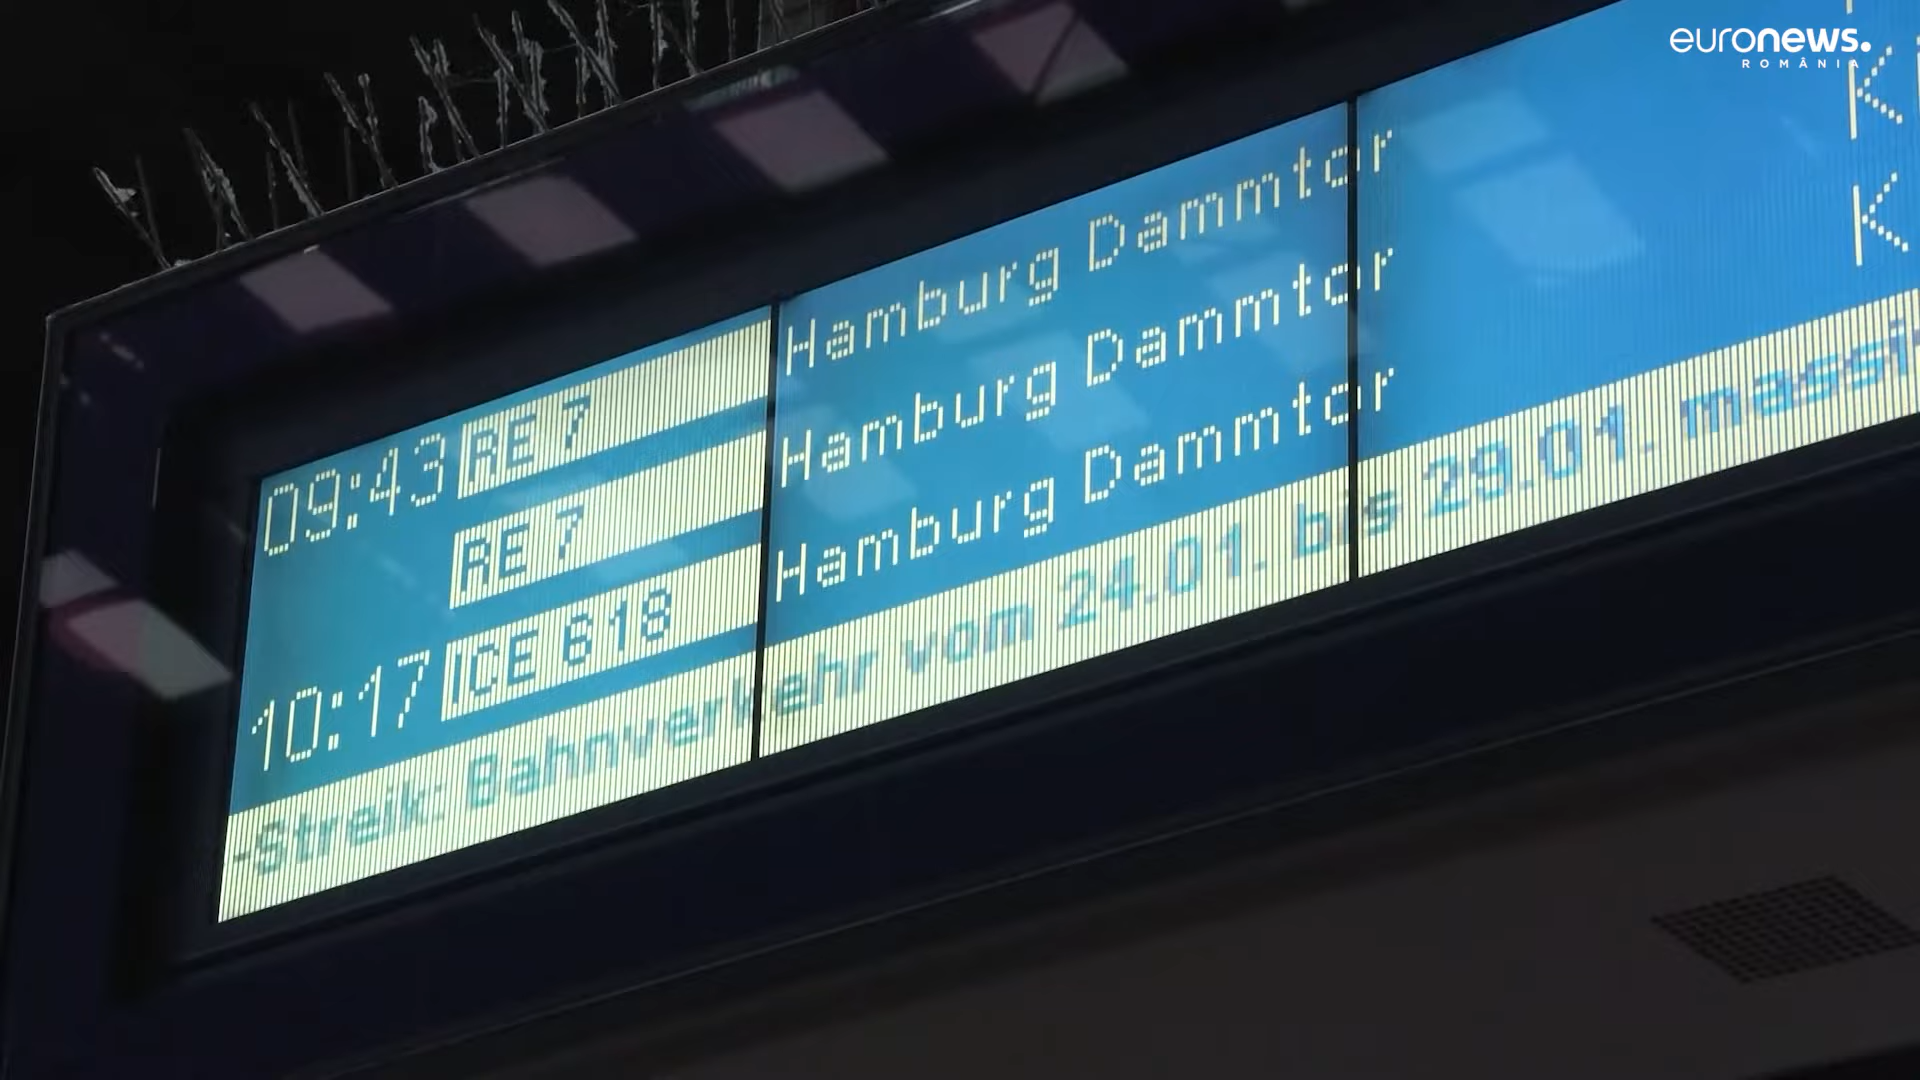 euronews.
ROMÂNIA
09:43 RE 7 Hamburg Dammtor
RE 7 Hamburg Dammtor
10:17 ICE 618 Hamburg Dammtor
-Streik: Bahnverkehr vom 24.01. bis 29.01.